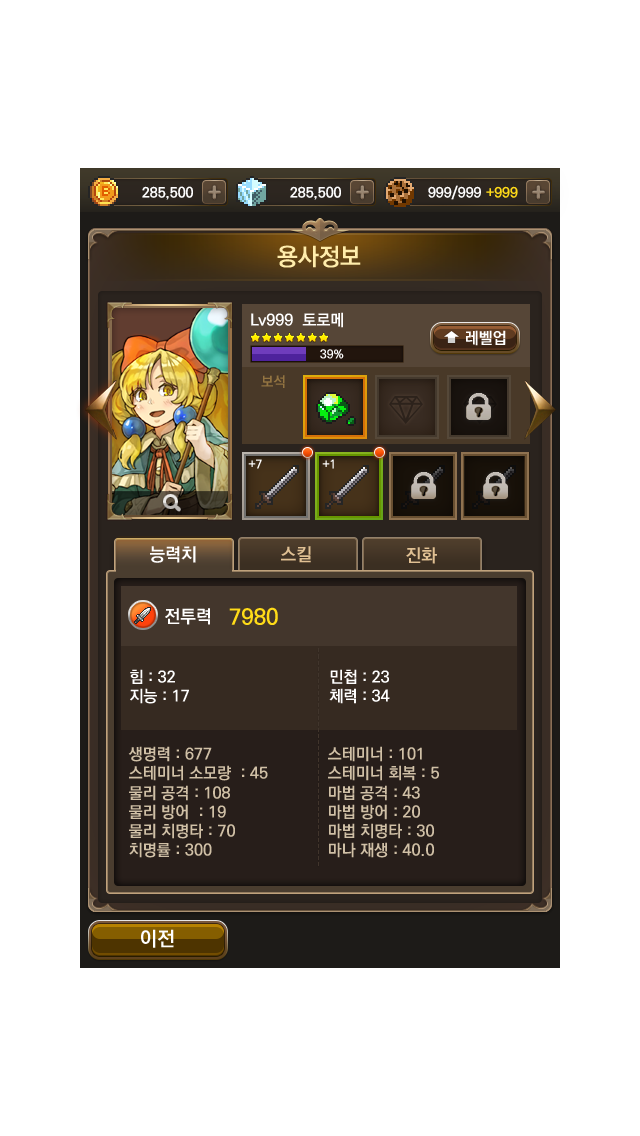 285,500 285,500 999/999 +999
용사정보
Lv999 토로메
39%
레벨업
보석
+7 +1
능력치 스킬 진화
전투력 7980
힘 : 32 민첩 : 23
지능 : 17 체력 : 34
생명력 : 677 스테미너 : 101
스테미너 소모량 : 45 스테미너 회복 : 5
물리 공격 : 108 마법 공격 : 43
물리 방어 : 19 마법 방어 : 20
물리 치명타 : 70 마법 치명타 : 30
치명률 : 300 마나 재생 : 40.0
이전